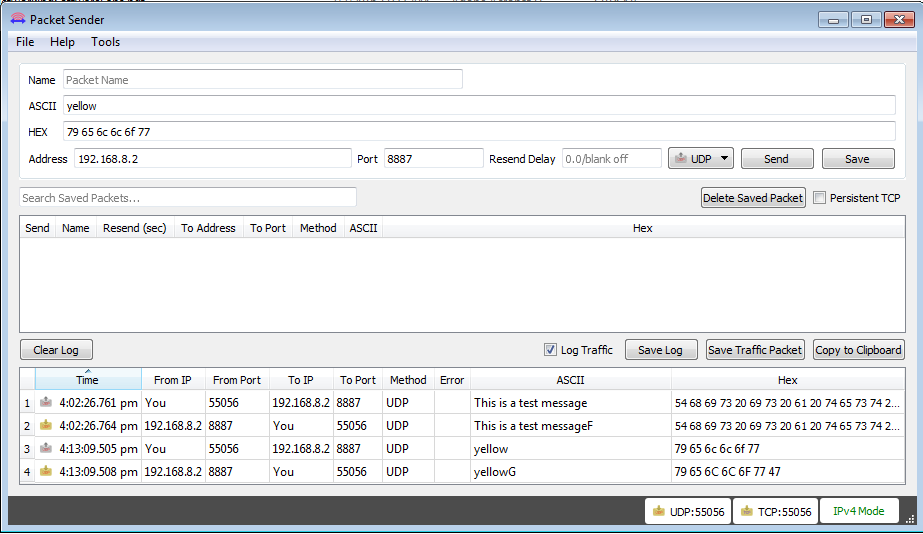 Packet Sender
File Help Tools
Name Packet Name
ASCII yellow
HEX 79 65 6c 6c 6f 77
Address 192.168.8.2 Port 8887 Resend Delay 0.0/blank off UDP Send Save
Search Saved Packets... Delete Saved Packet Persistent TCP
Send Name Resend (sec) To Address To Port Method ASCII Hex
Clear Log Log Traffic Save Log Save Traffic Packet Copy to Clipboard
Time From IP From Port To IP To Port Method Error ASCII Hex
1 4:02:26.761 pm You 55056 192.168.8.2 8887 UDP This is a test message 54 68 69 73 20 69 73 20 61 20 74 65 73 74 2...
2 4:02:26.764 pm 192.168.8.2 8887 You 55056 UDP This is a test messageF 54 68 69 73 20 69 73 20 61 20 74 65 73 74 2...
3 4:13:09.505 pm You 55056 192.168.8.2 8887 UDP yellow 79 65 6c 6c 6f 77
4 4:13:09.508 pm 192.168.8.2 8887 You 55056 UDP yellowG 79 65 6C 6C 6F 77 47
UDP:55056 TCP:55056 IPv4 Mode